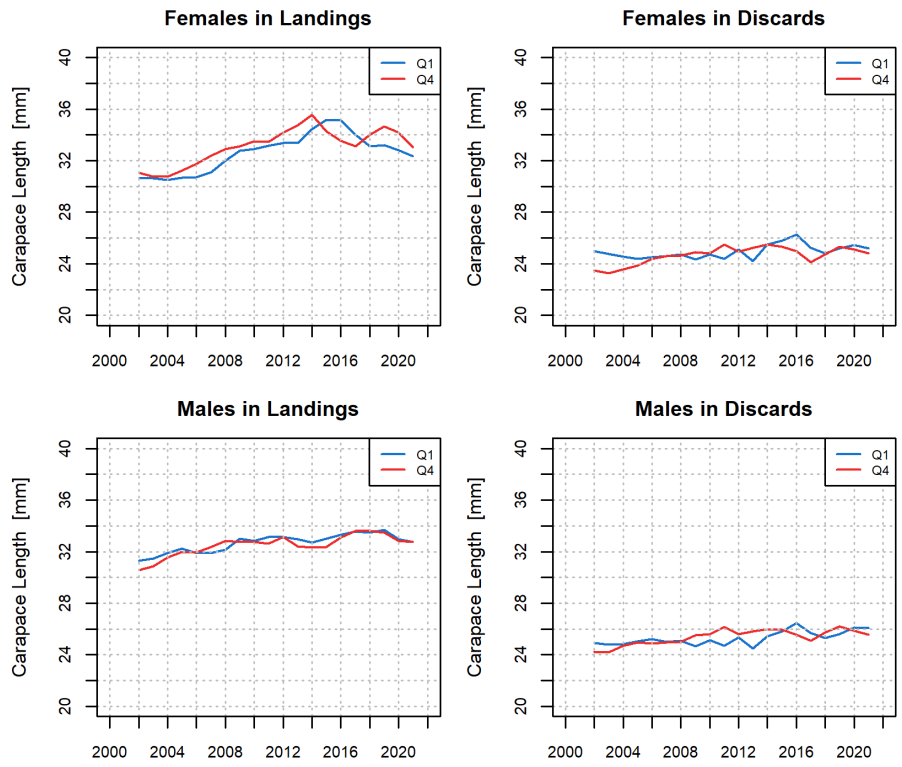 Females in Landings
Carapace Length [mm]
40
36
32
28
24
20
2000 2004 2008 2012 2016 2020
Q1
Q4
Females in Discards
Carapace Length [mm]
40
36
32
28
24
20
2000 2004 2008 2012 2016 2020
Q1
Q4
Males in Landings
Carapace Length [mm]
40
36
32
28
24
20
2000 2004 2008 2012 2016 2020
Q1
Q4
Males in Discards
Carapace Length [mm]
40
36
32
28
24
20
2000 2004 2008 2012 2016 2020
Q1
Q4